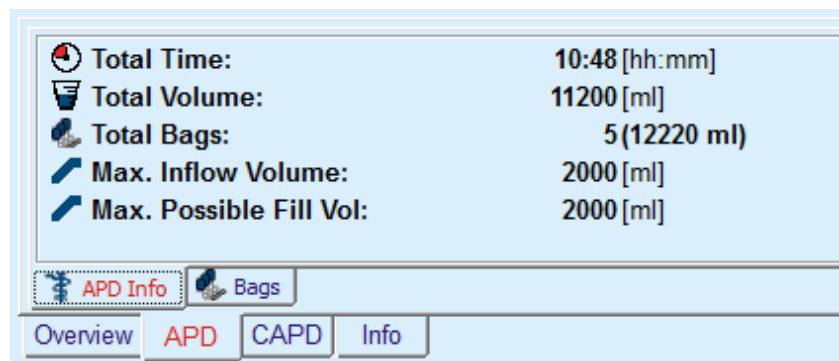 Total Time: 10:48 [hh:mm]
Total Volume: 11200 [ml]
Total Bags: 5 (12220 ml)
Max. Inflow Volume: 2000 [ml]
Max. Possible Fill Vol: 2000 [ml]
APD Info Bags
Overview APD CAPD Info